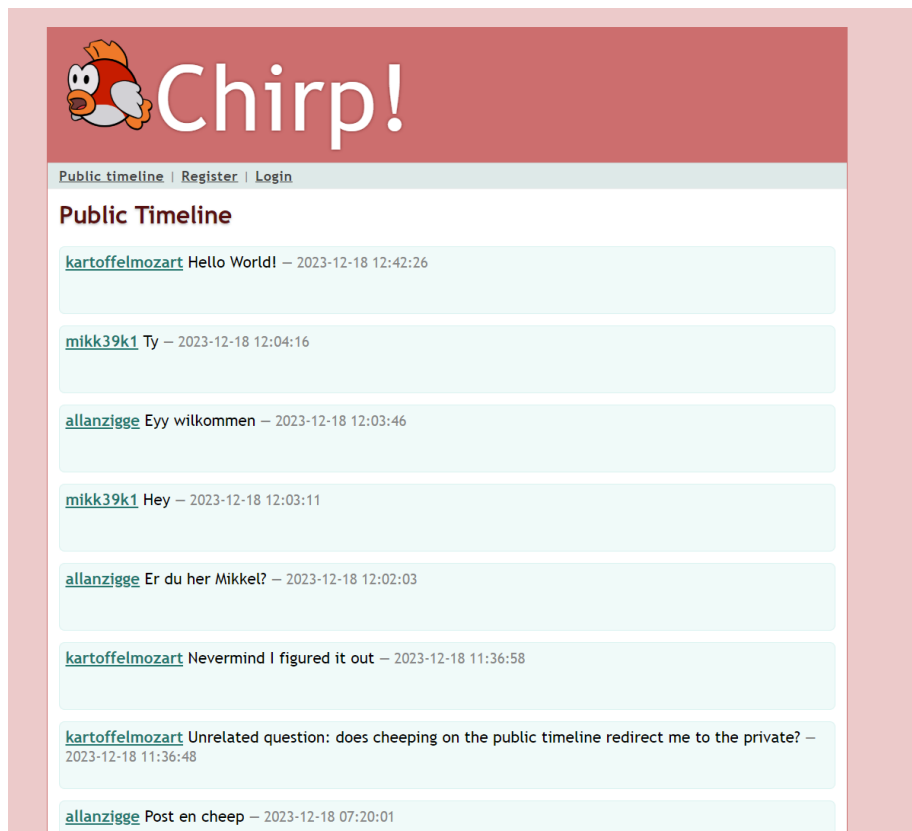 Chirp!
Public timeline | Register | Login
Public Timeline
kartoffelmozart Hello World! — 2023-12-18 12:42:26
mikk39k1 Ty — 2023-12-18 12:04:16
allanzigge Eyy wilkommen — 2023-12-18 12:03:46
mikk39k1 Hey — 2023-12-18 12:03:11
allanzigge Er du her Mikkel? — 2023-12-18 12:02:03
kartoffelmozart Nevermind I figured it out — 2023-12-18 11:36:58
kartoffelmozart Unrelated question: does cheeping on the public timeline redirect me to the private? —
2023-12-18 11:36:48
allanzigge Post en cheep — 2023-12-18 07:20:01